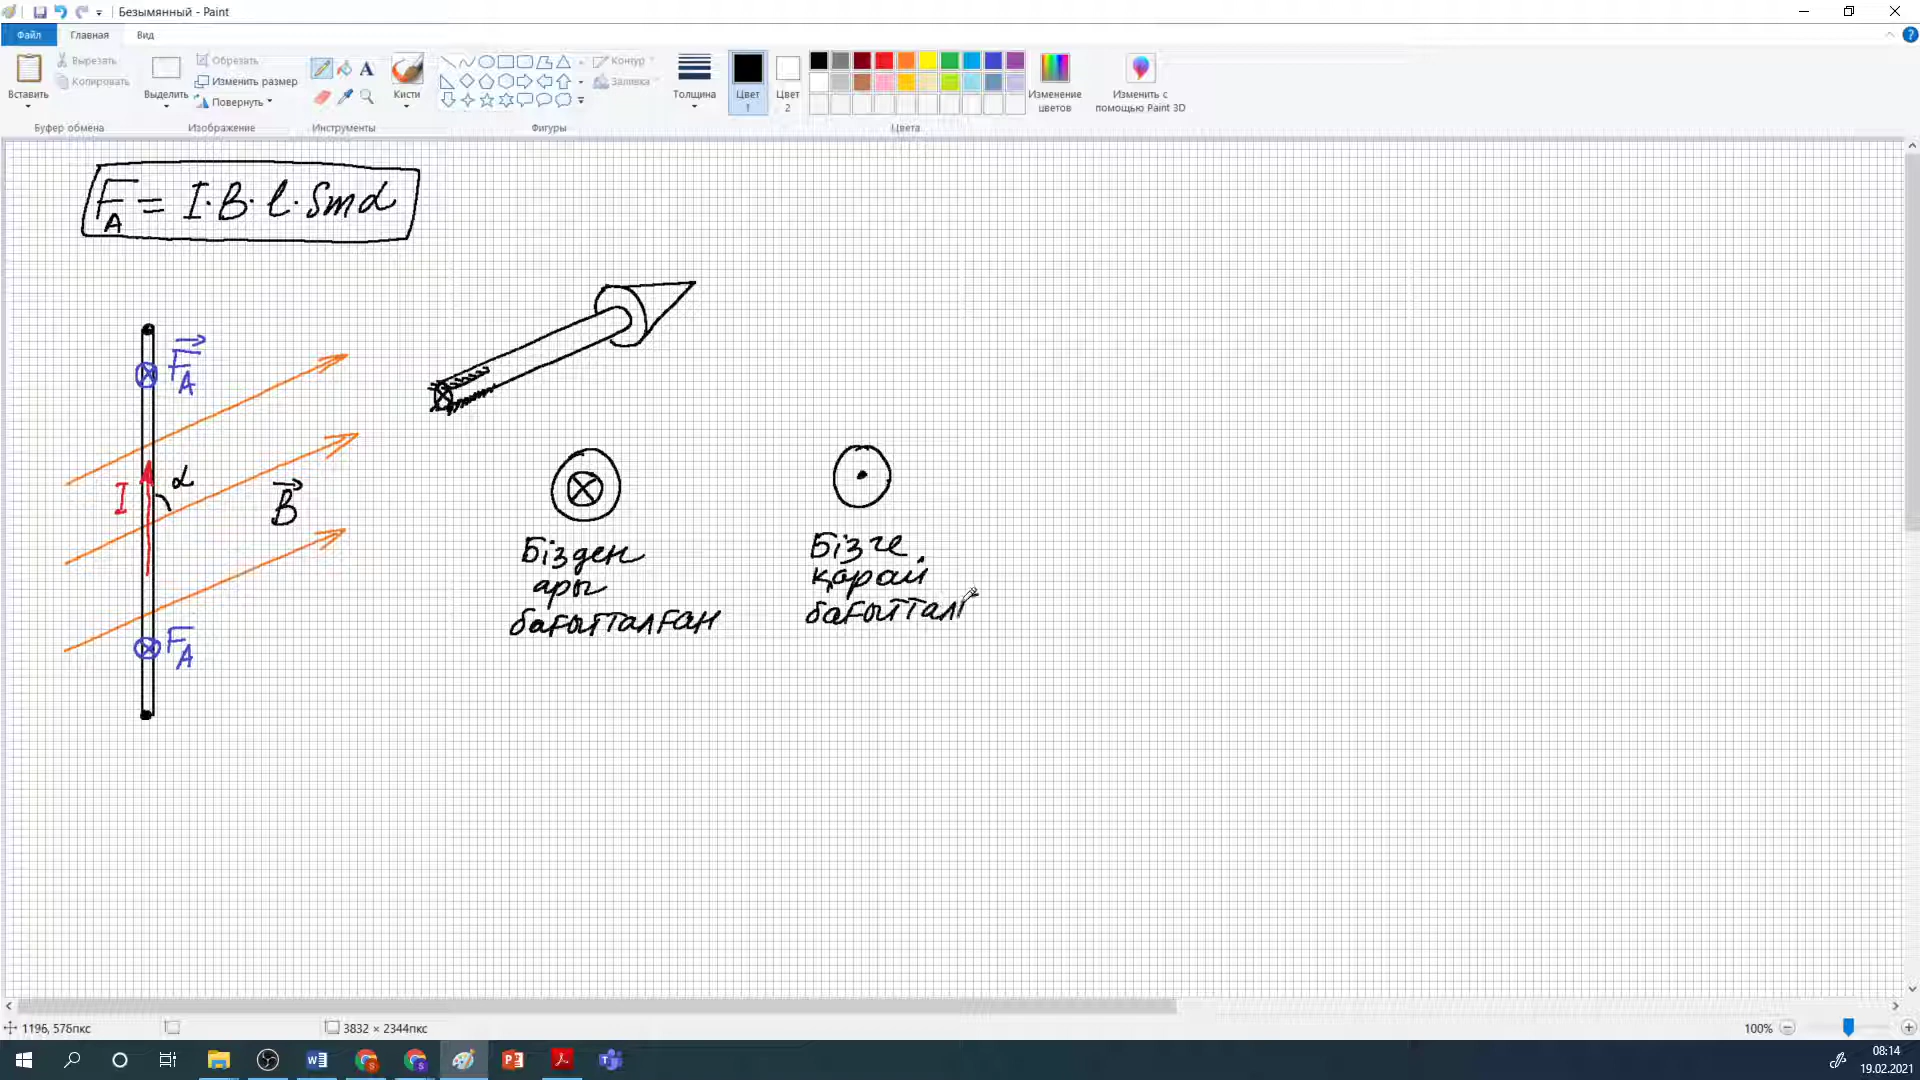 Безымянный - Paint
Файл Главная Вид
Вставить
Вырезать
Копировать
Буфер обмена
Выделить
Обрезать
Изменить размер
Повернуть
Изображение
A
Инструменты
Кисти
Контур
Заливка
Фигуры
Толщина
Цвет 1
Цвет 2
Цвета
Изменение цветов
Изменить с помощью Paint 3D
F_A = I·B·l·Sinα
F_A
α
I
B
F_A
Бізден
ары
бағытталған
Бізге
қарай
бағыттал
1196, 576пкс
3832 × 2344пкс
100%
08:14
19.02.2021